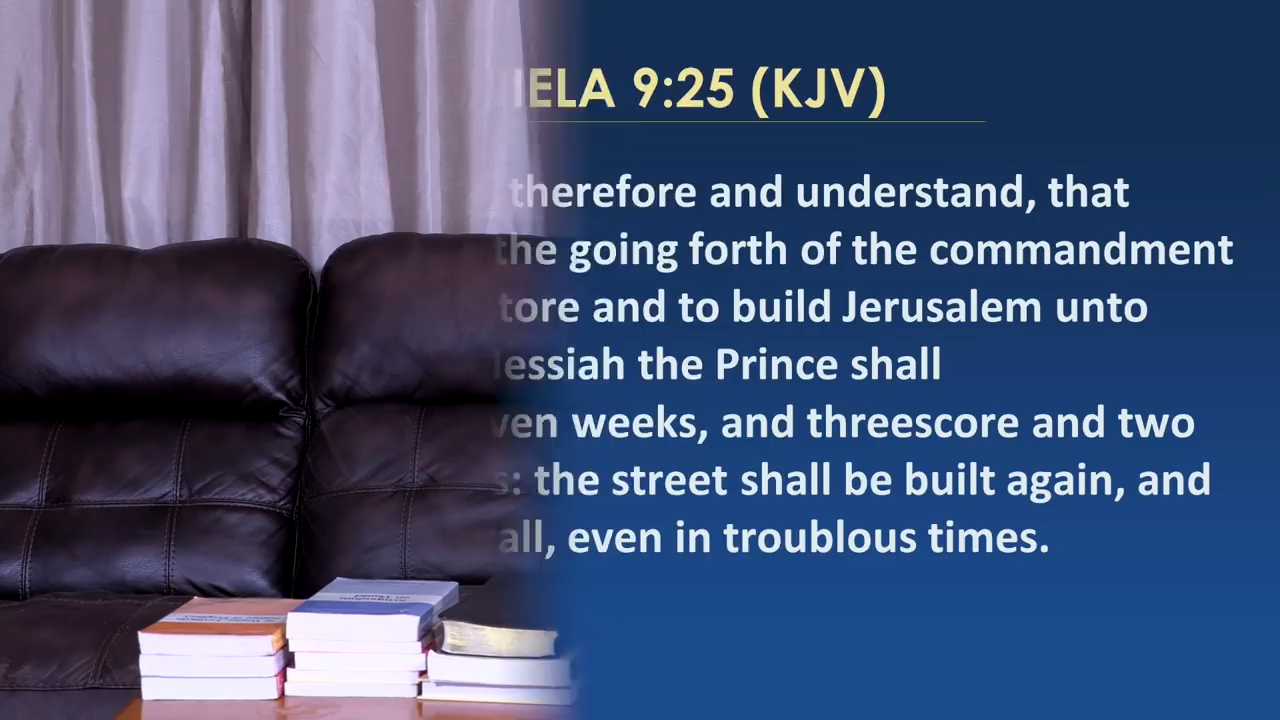 IELA 9:25 (KJV)
therefore and understand, that
the going forth of the commandment
tore and to build Jerusalem unto
essiah the Prince shall
ven weeks, and threescore and two
s: the street shall be built again, and
all, even in troublous times.